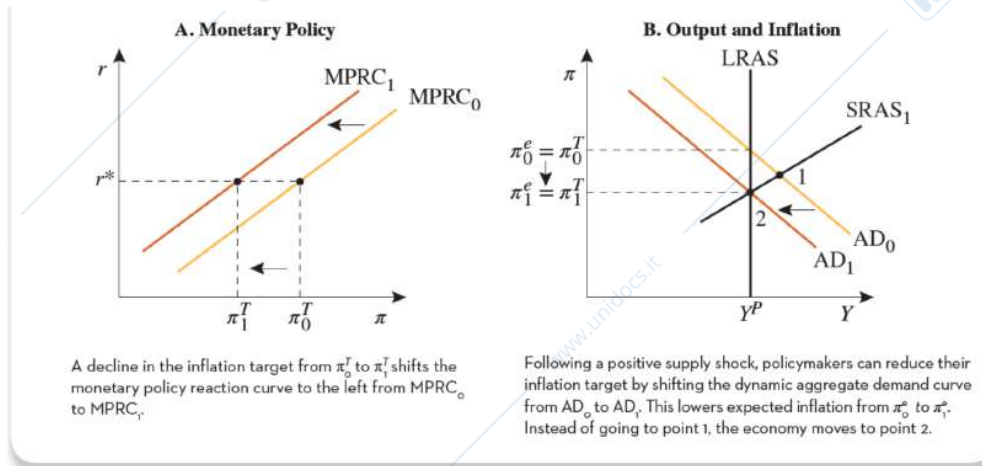 A. Monetary Policy
r
MPRC₁
MPRC₀
r*
π₁ᵀ
π₀ᵀ
π
A decline in the inflation target from π₀ᵀ to π₁ᵀ shifts the
monetary policy reaction curve to the left from MPRC₀
to MPRC₁.
B. Output and Inflation
LRAS
π
SRAS₁
π₀ᵉ = π₀ᵀ
π₁ᵉ = π₁ᵀ
1
2
AD₀
AD₁
Yᴾ
Y
Following a positive supply shock, policymakers can reduce their
inflation target by shifting the dynamic aggregate demand curve
from AD₀ to AD₁. This lowers expected inflation from π₀ᵉ to π₁ᵉ.
Instead of going to point 1, the economy moves to point 2.
www.unidocs.it